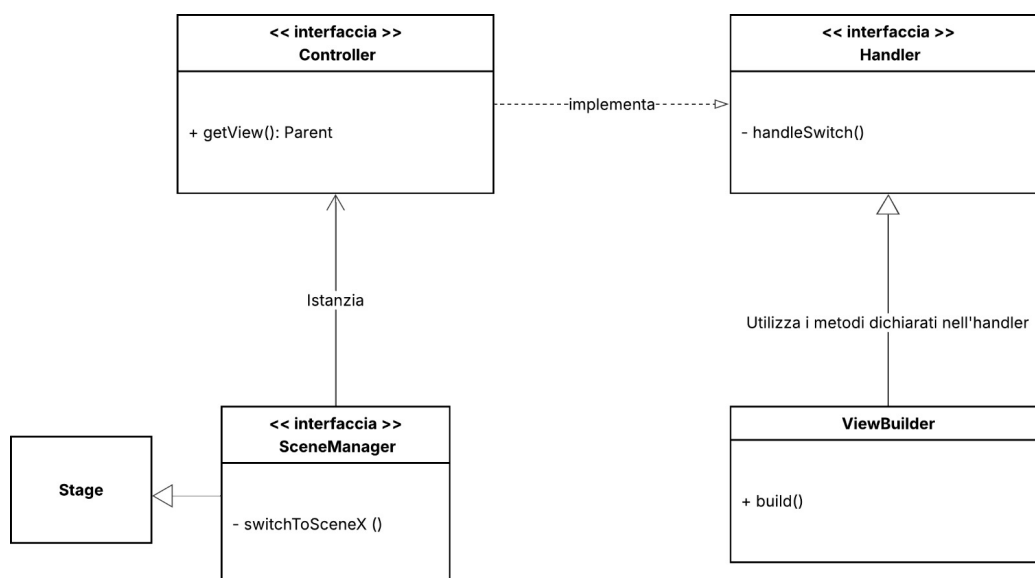 << interfaccia >>
Controller
+ getView(): Parent
implementa
<< interfaccia >>
Handler
- handleSwitch()
Istanzia
Utilizza i metodi dichiarati nell'handler
Stage
<< interfaccia >>
SceneManager
- switchToSceneX ()
ViewBuilder
+ build()